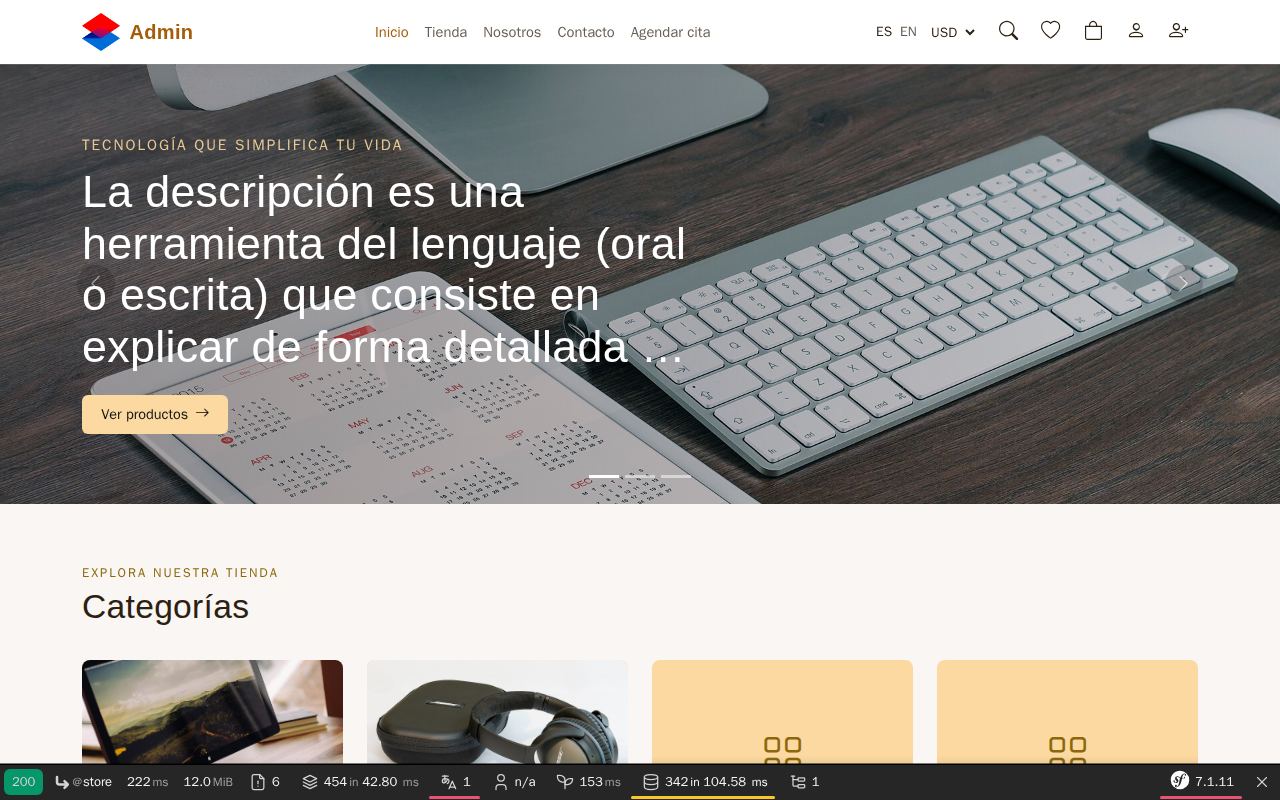 Admin
Inicio Tienda Nosotros Contacto Agendar cita
ES EN USD
TECNOLOGÍA QUE SIMPLIFICA TU VIDA
La descripción es una
herramienta del lenguaje (oral
o escrita) que consiste en
explicar de forma detallada ...
Ver productos →
EXPLORA NUESTRA TIENDA
Categorías
200 @store 222 ms 12.0 MiB 6 454 in 42.80 ms 1 n/a 153 ms 342 in 104.58 ms 1 7.1.11